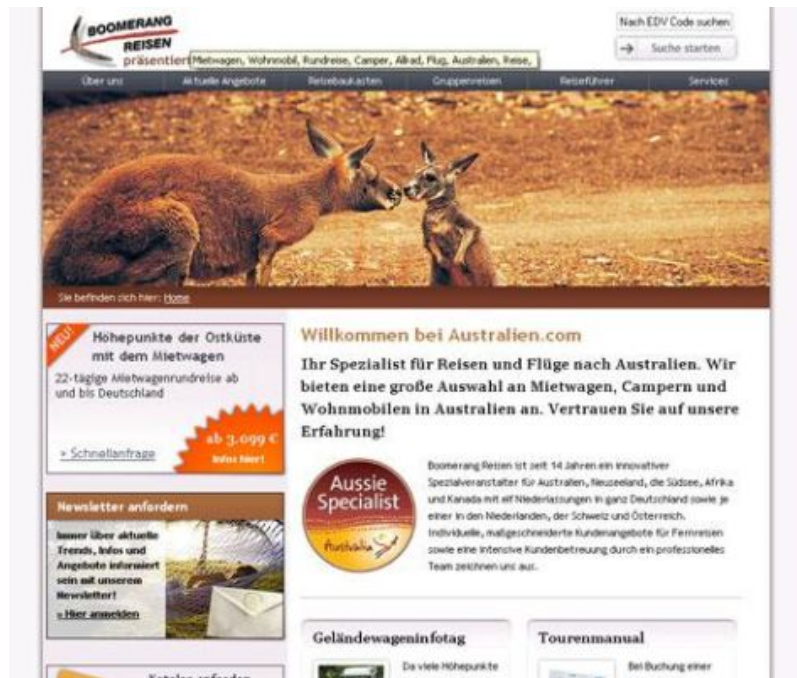 BOOMERANG
REISEN
präsentiert
Mietwagen, Wohnmobil, Rundreise, Camper, Allrad, Flug, Australien, Reise,
Nach EDV Code suchen
Suche starten
Über uns
Aktuelle Angebote
Reisebaukasten
Gruppenreisen
Reiseführer
Services
Sie befinden sich hier: Home
NEU!
Höhepunkte der Ostküste
mit dem Mietwagen
22-tägige Mietwagenrundreise ab
und bis Deutschland
ab 3.099 €
Infos hier!
» Schnellanfrage
Newsletter anfordern
Immer über aktuelle
Trends, Infos und
Angebote informiert
sein mit unserem
Newsletter!
» Hier anmelden
Katalog anfordern
Willkommen bei Australien.com
Ihr Spezialist für Reisen und Flüge nach Australien. Wir
bieten eine große Auswahl an Mietwagen, Campern und
Wohnmobilen in Australien an. Vertrauen Sie auf unsere
Erfahrung!
Aussie
Specialist
Australia
Boomerang Reisen ist seit 14 Jahren ein innovativer
Spezialveranstalter für Australien, Neuseeland, die Südsee, Afrika
und Kanada mit elf Niederlassungen in ganz Deutschland sowie je
einer in den Niederlanden, der Schweiz und Österreich.
Individuelle, maßgeschneiderte Kundenangebote für Fernreisen
sowie eine intensive Kundenbetreuung durch ein professionelles
Team zeichnen uns aus.
Geländewageninfotag
Da viele Höhepunkte
Tourenmanual
Bei Buchung einer